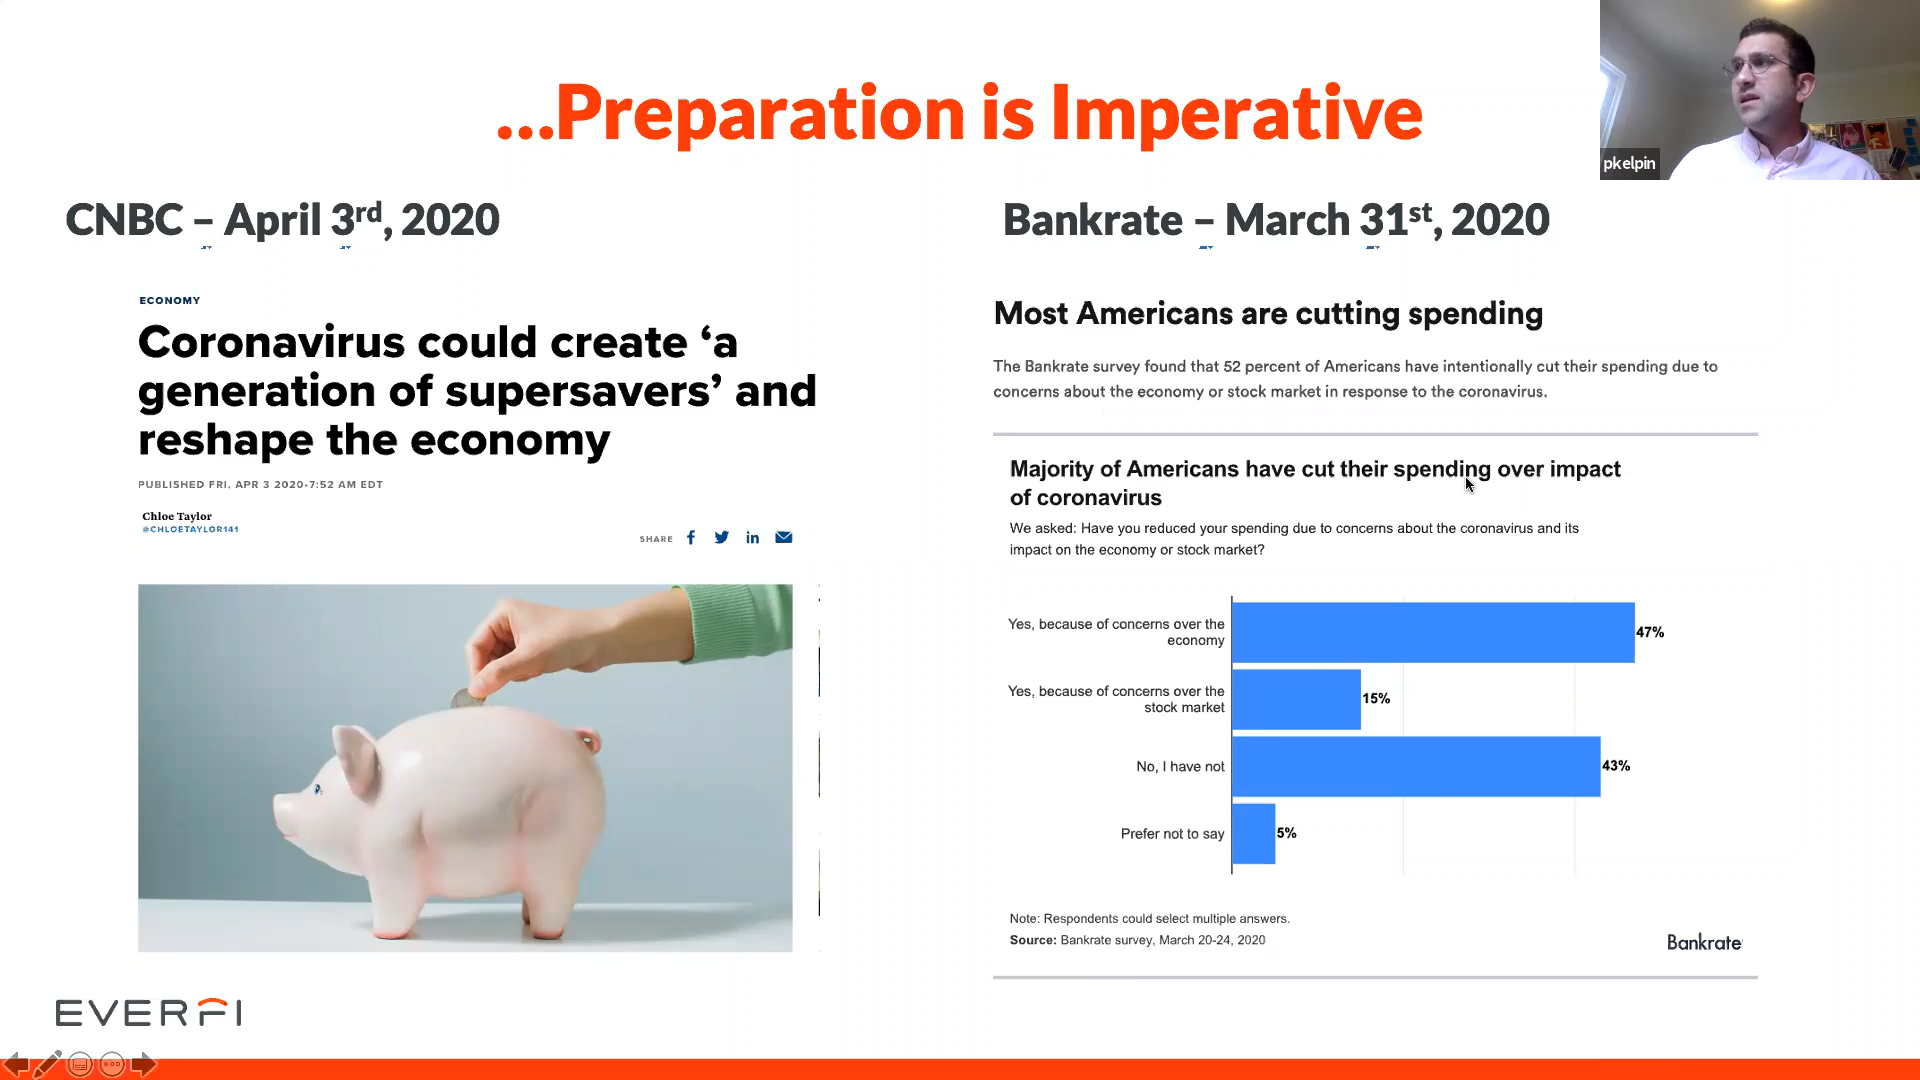 ...Preparation is Imperative
pkelpin
CNBC – April 3rd, 2020
ECONOMY
Coronavirus could create ‘a
generation of supersavers’ and
reshape the economy
PUBLISHED FRI, APR 3 2020•7:52 AM EDT
Chloe Taylor
@CHLOETAYLOR141
SHARE
EVERFI
Bankrate – March 31st, 2020
Most Americans are cutting spending
The Bankrate survey found that 52 percent of Americans have intentionally cut their spending due to
concerns about the economy or stock market in response to the coronavirus.
Majority of Americans have cut their spending over impact
of coronavirus
We asked: Have you reduced your spending due to concerns about the coronavirus and its
impact on the economy or stock market?
Yes, because of concerns over the
economy
47%
Yes, because of concerns over the
stock market
15%
No, I have not
43%
Prefer not to say
5%
Note: Respondents could select multiple answers.
Source: Bankrate survey, March 20-24, 2020
Bankrate